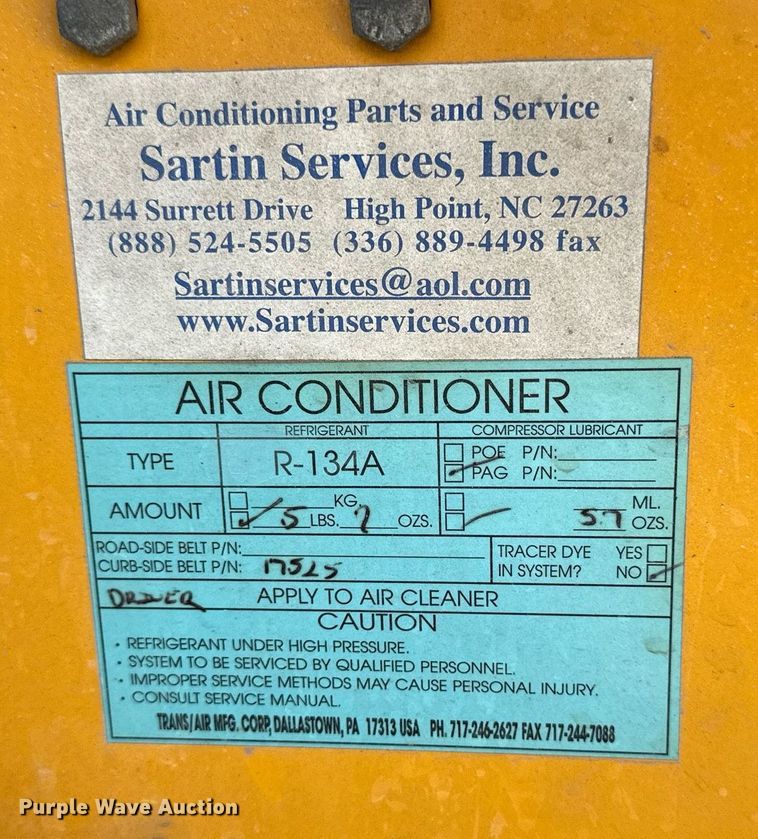 Air Conditioning Parts and Service
Sartin Services, Inc.
2144 Surrett Drive High Point, NC 27263
(888) 524-5505 (336) 889-4498 fax
Sartinservices@aol.com
www.Sartinservices.com
AIR CONDITIONER
REFRIGERANT COMPRESSOR LUBRICANT
TYPE R-134A POE P/N:
PAG P/N:
AMOUNT KG. ML.
5 LBS. 7 OZS. 5.7 OZS.
ROAD-SIDE BELT P/N: TRACER DYE YES
CURB-SIDE BELT P/N: 17525 IN SYSTEM? NO
APPLY TO AIR CLEANER
CAUTION
· REFRIGERANT UNDER HIGH PRESSURE.
· SYSTEM TO BE SERVICED BY QUALIFIED PERSONNEL.
· IMPROPER SERVICE METHODS MAY CAUSE PERSONAL INJURY.
· CONSULT SERVICE MANUAL.
TRANS/AIR MFG. CORP, DALLASTOWN, PA 17313 USA PH. 717-246-2627 FAX 717-244-7088
Purple Wave Auction